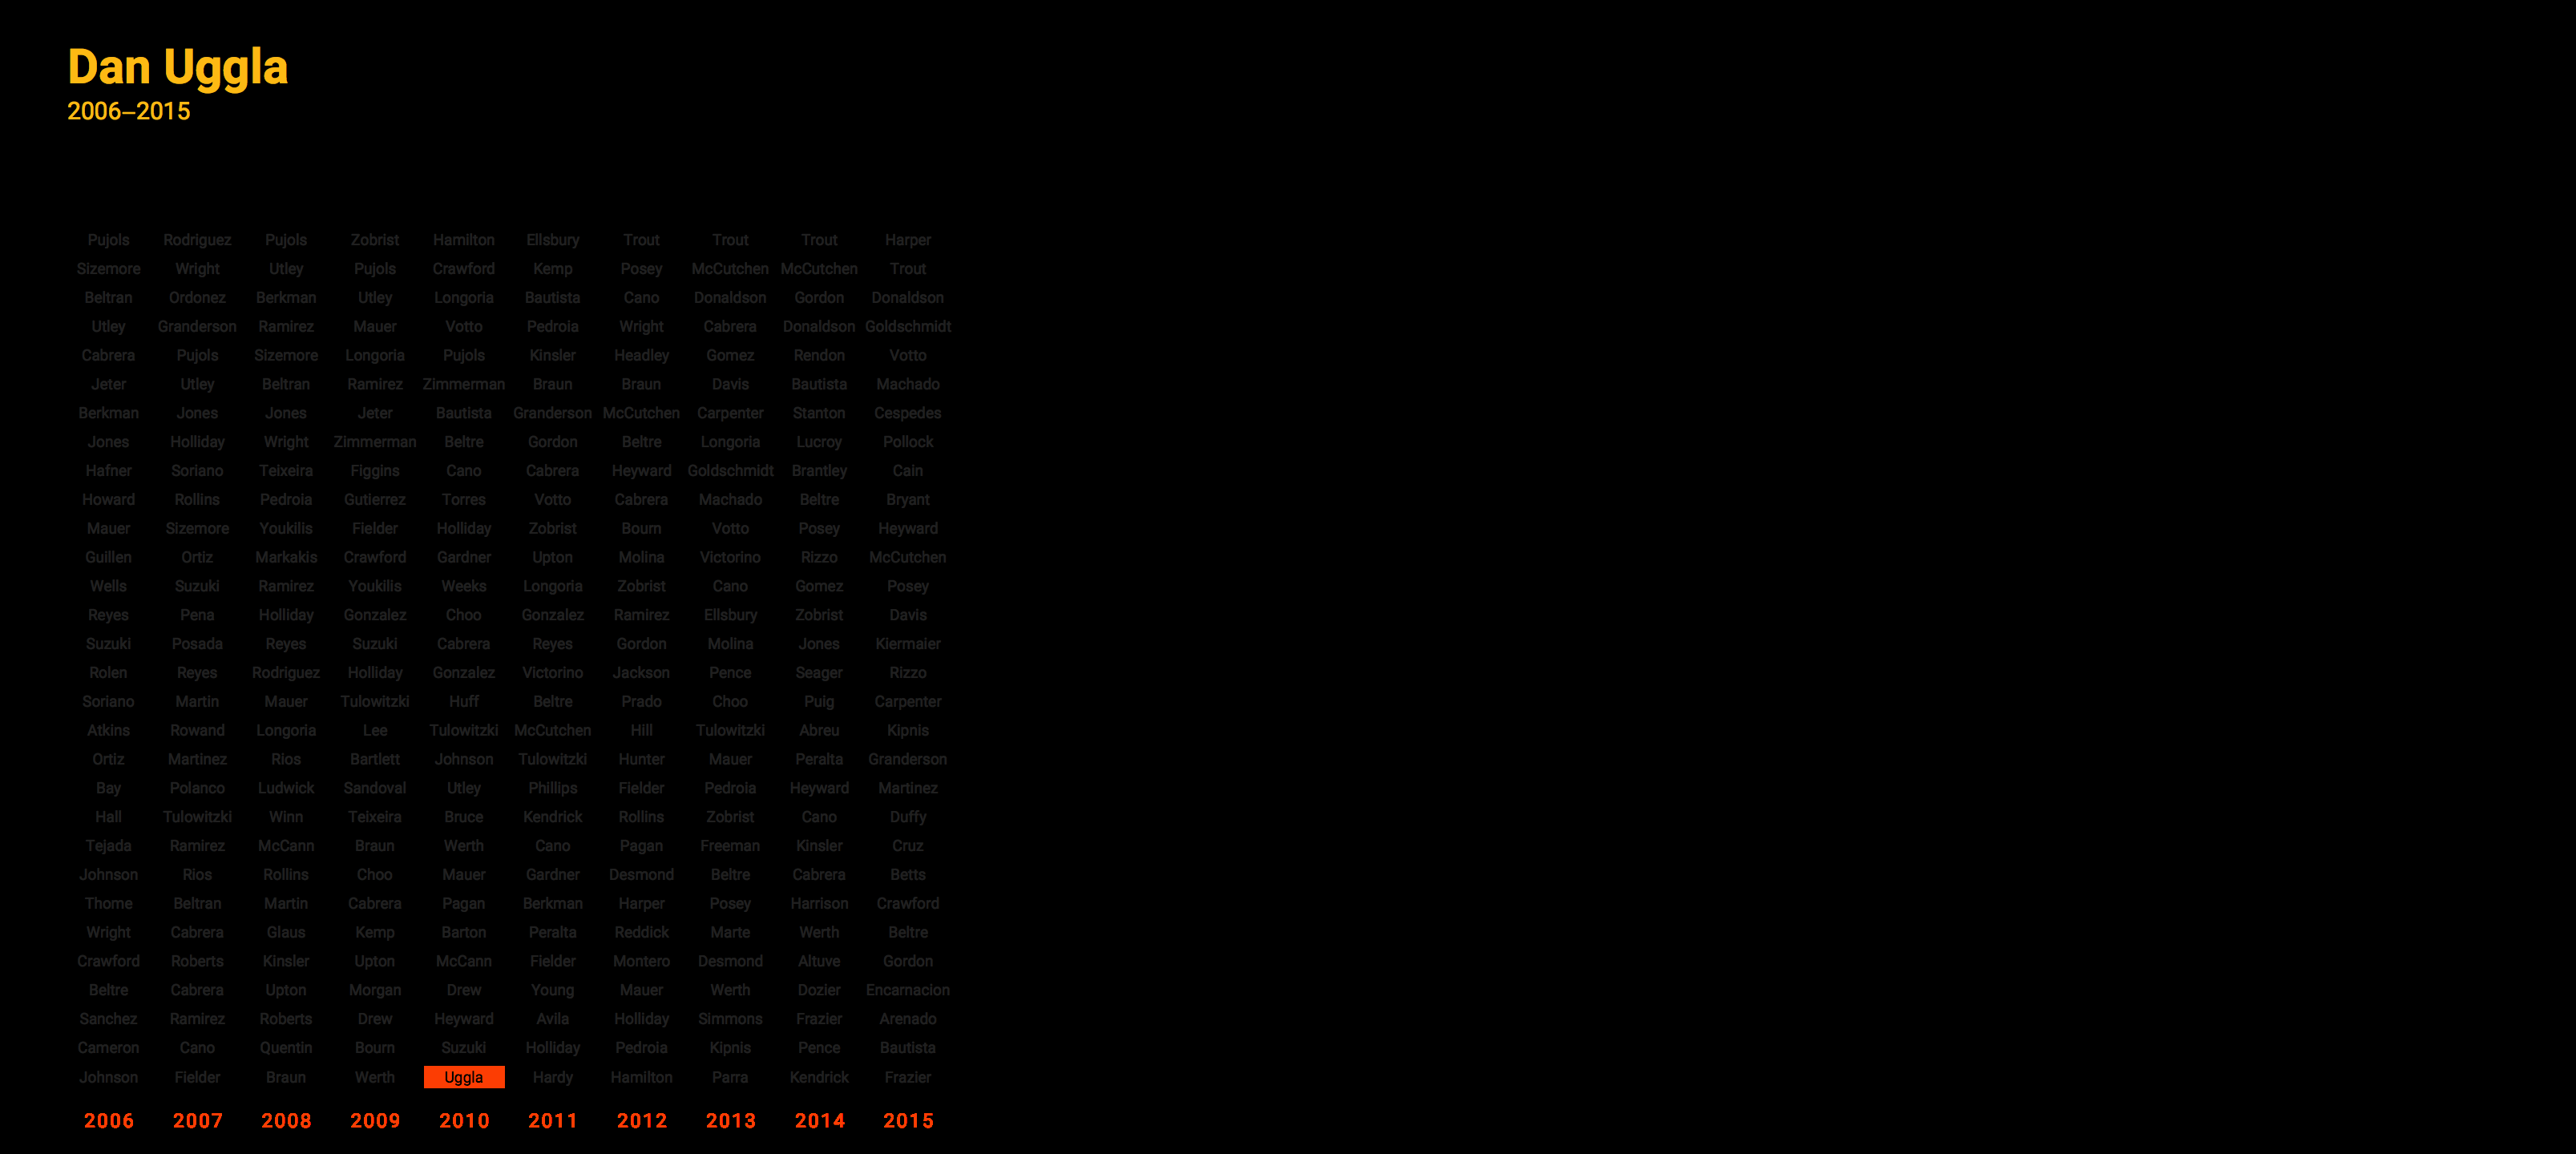 Dan Uggla
2006–2015
Pujols Rodriguez Pujols Zobrist Hamilton Ellsbury Trout Trout Trout Harper
Sizemore Wright Utley Pujols Crawford Kemp Posey McCutchen McCutchen Trout
Beltran Ordonez Berkman Utley Longoria Bautista Cano Donaldson Gordon Donaldson
Utley Granderson Ramirez Mauer Votto Pedroia Wright Cabrera Donaldson Goldschmidt
Cabrera Pujols Sizemore Longoria Pujols Kinsler Headley Gomez Rendon Votto
Jeter Utley Beltran Ramirez Zimmerman Braun Braun Davis Bautista Machado
Berkman Jones Jones Jeter Bautista Granderson McCutchen Carpenter Stanton Cespedes
Jones Holliday Wright Zimmerman Beltre Gordon Beltre Longoria Lucroy Pollock
Hafner Soriano Teixeira Figgins Cano Cabrera Heyward Goldschmidt Brantley Cain
Howard Rollins Pedroia Gutierrez Torres Votto Cabrera Machado Beltre Bryant
Mauer Sizemore Youkilis Fielder Holliday Zobrist Bourn Votto Posey Heyward
Guillen Ortiz Markakis Crawford Gardner Upton Molina Victorino Rizzo McCutchen
Wells Suzuki Ramirez Youkilis Weeks Longoria Zobrist Cano Gomez Posey
Reyes Pena Holliday Gonzalez Choo Gonzalez Ramirez Ellsbury Zobrist Davis
Suzuki Posada Reyes Suzuki Cabrera Reyes Gordon Molina Jones Kiermaier
Rolen Reyes Rodriguez Holliday Gonzalez Victorino Jackson Pence Seager Rizzo
Soriano Martin Mauer Tulowitzki Huff Beltre Prado Choo Puig Carpenter
Atkins Rowand Longoria Lee Tulowitzki McCutchen Hill Tulowitzki Abreu Kipnis
Ortiz Martinez Rios Bartlett Johnson Tulowitzki Hunter Mauer Peralta Granderson
Bay Polanco Ludwick Sandoval Utley Phillips Fielder Pedroia Heyward Martinez
Hall Tulowitzki Winn Teixeira Bruce Kendrick Rollins Zobrist Cano Duffy
Tejada Ramirez McCann Braun Werth Cano Pagan Freeman Kinsler Cruz
Johnson Rios Rollins Choo Mauer Gardner Desmond Beltre Cabrera Betts
Thome Beltran Martin Cabrera Pagan Berkman Harper Posey Harrison Crawford
Wright Cabrera Glaus Kemp Barton Peralta Reddick Marte Werth Beltre
Crawford Roberts Kinsler Upton McCann Fielder Montero Desmond Altuve Gordon
Beltre Cabrera Upton Morgan Drew Young Mauer Werth Dozier Encarnacion
Sanchez Ramirez Roberts Drew Heyward Avila Holliday Simmons Frazier Arenado
Cameron Cano Quentin Bourn Suzuki Holliday Pedroia Kipnis Pence Bautista
Johnson Fielder Braun Werth Uggla Hardy Hamilton Parra Kendrick Frazier
2006 2007 2008 2009 2010 2011 2012 2013 2014 2015